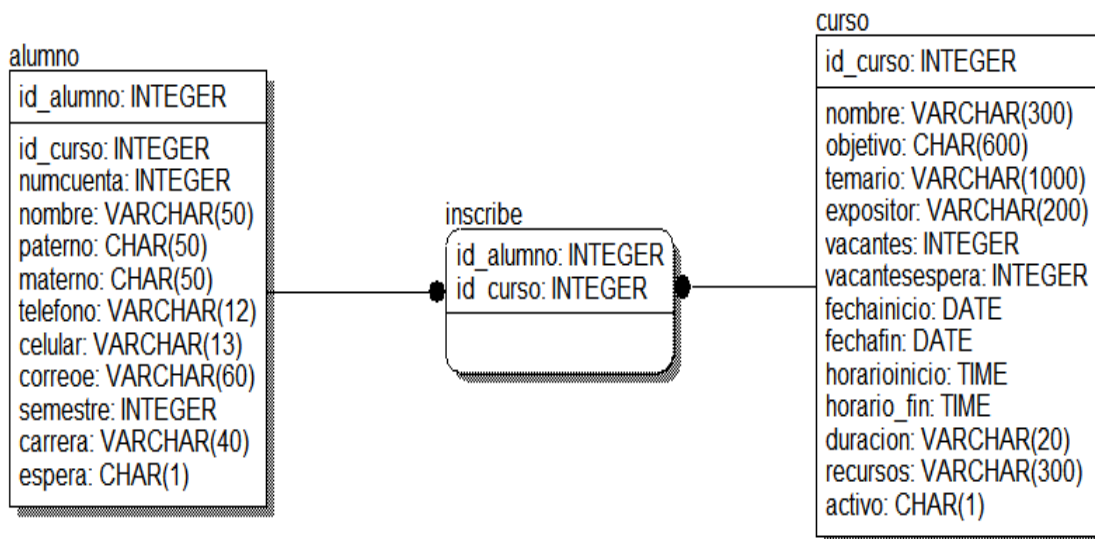 alumno
id_alumno: INTEGER
id_curso: INTEGER
numcuenta: INTEGER
nombre: VARCHAR(50)
paterno: CHAR(50)
materno: CHAR(50)
telefono: VARCHAR(12)
celular: VARCHAR(13)
correoe: VARCHAR(60)
semestre: INTEGER
carrera: VARCHAR(40)
espera: CHAR(1)
inscribe
id_alumno: INTEGER
id_curso: INTEGER
curso
id_curso: INTEGER
nombre: VARCHAR(300)
objetivo: CHAR(600)
temario: VARCHAR(1000)
expositor: VARCHAR(200)
vacantes: INTEGER
vacantesespera: INTEGER
fechainicio: DATE
fechafin: DATE
horarioinicio: TIME
horario_fin: TIME
duracion: VARCHAR(20)
recursos: VARCHAR(300)
activo: CHAR(1)